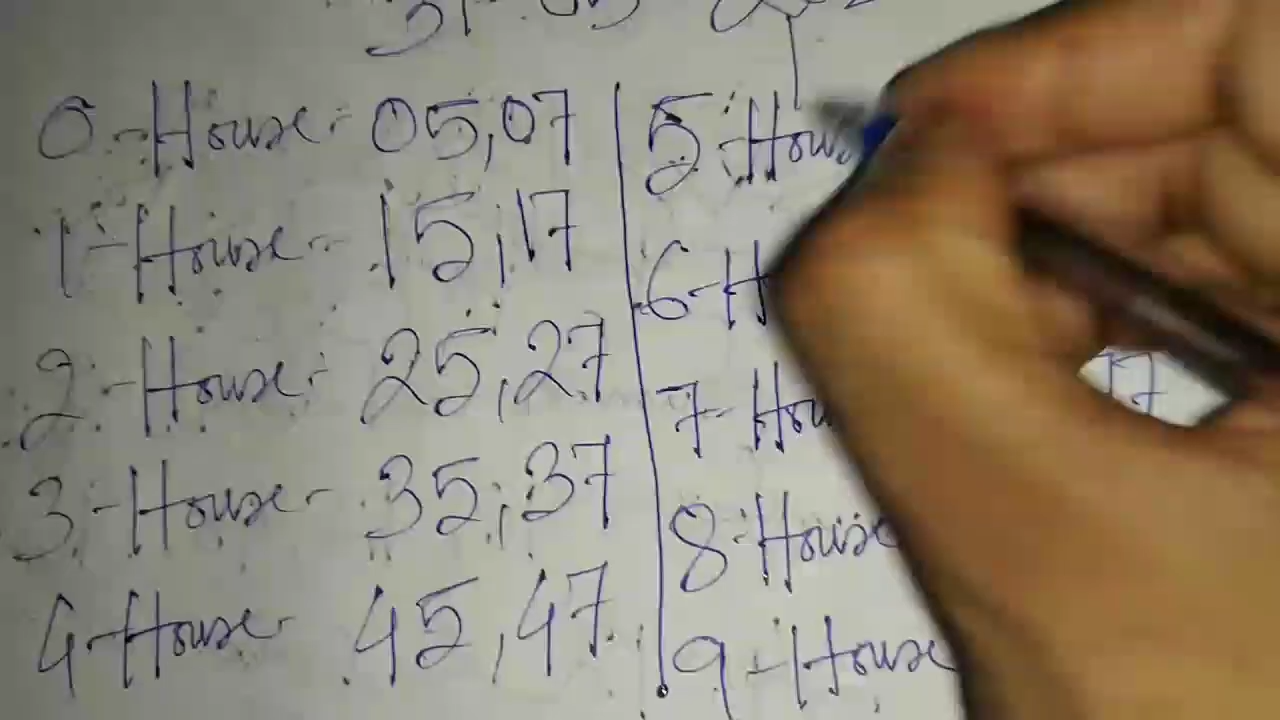 0-House- 05,07
1-House- 15,17
2-House- 25,27
3-House- 35,37
4-House- 45,47
5-House
6-H
7-Hou
17
8-House
9-House